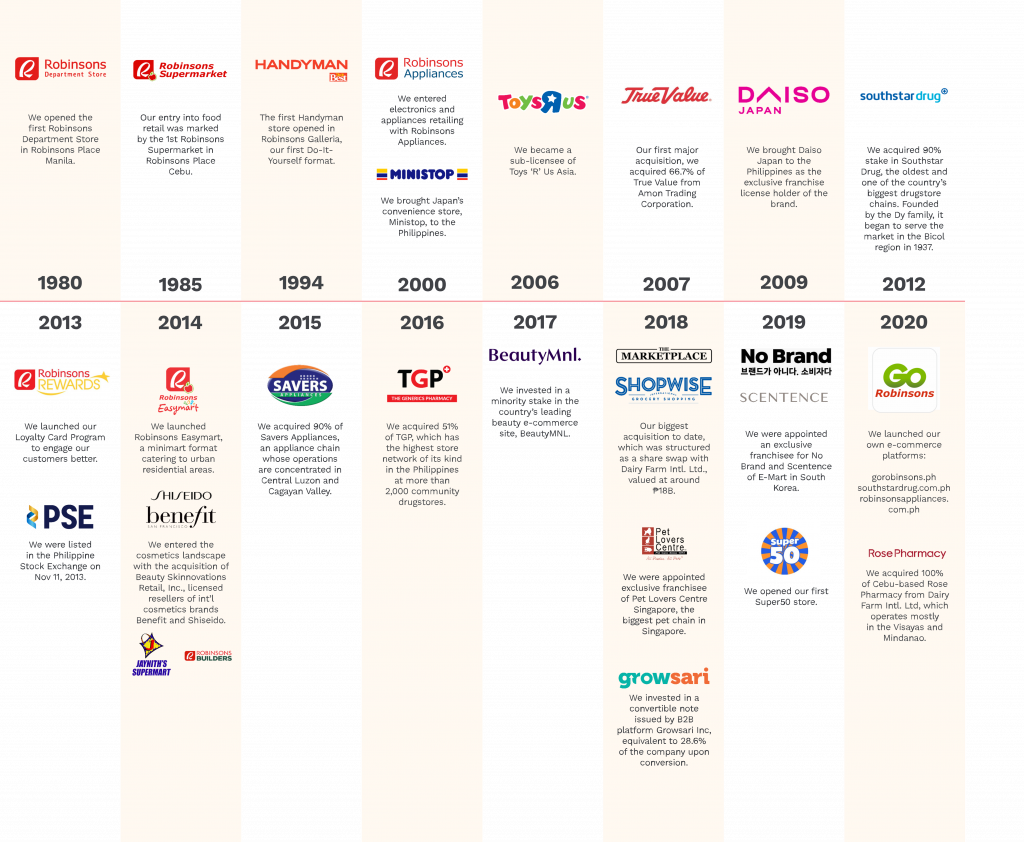 Robinsons
Department Store
We opened the
first Robinsons
Department Store
in Robinsons Place
Manila.
1980
Robinsons
Supermarket
Our entry into food
retail was marked
by the 1st Robinsons
Supermarket in
Robinsons Place
Cebu.
1985
HANDYMAN
Do it
Best
The first Handyman
store opened in
Robinsons Galleria,
our first Do-It-
Yourself format.
1994
Robinsons
Appliances
We entered
electronics and
appliances retailing
with Robinsons
Appliances.
MINISTOP
We brought Japan's
convenience store,
Ministop, to the
Philippines.
2000
TOYSRUS
We became a
sub-licensee of
Toys 'R' Us Asia.
2006
True Value.
Our first major
acquisition, we
acquired 66.7% of
True Value from
Amon Trading
Corporation.
2007
DAISO
JAPAN
We brought Daiso
Japan to the
Philippines as the
exclusive franchise
license holder of the
brand.
2009
southstar drug
We acquired 90%
stake in Southstar
Drug, the oldest and
one of the country's
biggest drugstore
chains. Founded
by the Dy family, it
began to serve the
market in the Bicol
region in 1937.
2012
2013
Robinsons
REWARDS
We launched our
Loyalty Card Program
to engage our
customers better.
PSE
We were listed
in the Philippine
Stock Exchange on
Nov 11, 2013.
2014
Robinsons
Easymart
We launched
Robinsons Easymart,
a minimart format
catering to urban
residential areas.
SHISEIDO
benefit
SAN FRANCISCO
We entered the
cosmetics landscape
with the acquisition of
Beauty Skinnovations
Retail, Inc., licensed
resellers of int'l
cosmetics brands
Benefit and Shiseido.
JAYNITH'S
SUPERMART
ROBINSONS
BUILDERS
2015
SAVERS
APPLIANCES
We acquired 90% of
Savers Appliances,
an appliance chain
whose operations
are concentrated in
Central Luzon and
Cagayan Valley.
2016
TGP
THE GENERICS PHARMACY
We acquired 51%
of TGP, which has
the highest store
network of its kind
in the Philippines
at more than
2,000 community
drugstores.
2017
BeautyMnl.
We invested in a
minority stake in the
country's leading
beauty e-commerce
site, BeautyMNL.
2018
THE
MARKETPLACE
SHOPWISE
INTERNATIONAL
GROCERY SHOPPING
Our biggest
acquisition to date,
which was structured
as a share swap with
Dairy Farm Intl. Ltd.,
valued at around
₱18B.
Pet
Lovers
Centre
We were appointed
exclusive franchisee
of Pet Lovers Centre
Singapore, the
biggest pet chain in
Singapore.
growsari
We invested in a
convertible note
issued by B2B
platform Growsari Inc,
equivalent to 28.6%
of the company upon
conversion.
2019
No Brand
브랜드가 아니다. 소비자다
SCENTENCE
We were appointed
an exclusive
franchisee for No
Brand and Scentence
of E-Mart in South
Korea.
Super
50
We opened our first
Super50 store.
2020
GO
Robinsons
We launched our
own e-commerce
platforms:
gorobinsons.ph
southstardrug.com.ph
robinsonsappliances.
com.ph
Rose Pharmacy
We acquired 100%
of Cebu-based Rose
Pharmacy from Dairy
Farm Intl. Ltd, which
operates mostly
in the Visayas and
Mindanao.